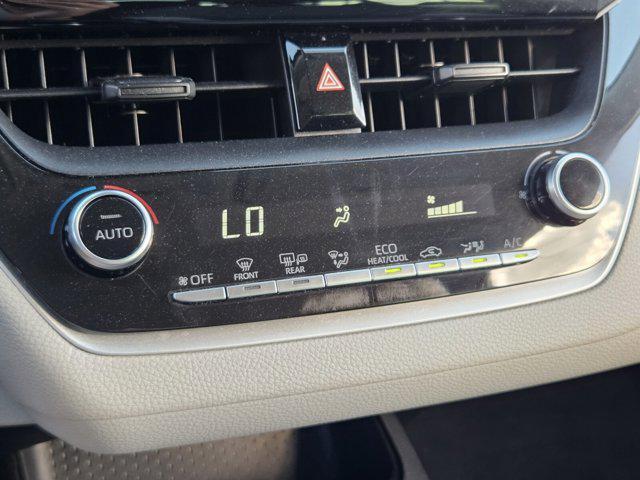 LO
AUTO
OFF
FRONT
REAR
ECO
HEAT/COOL
A/C